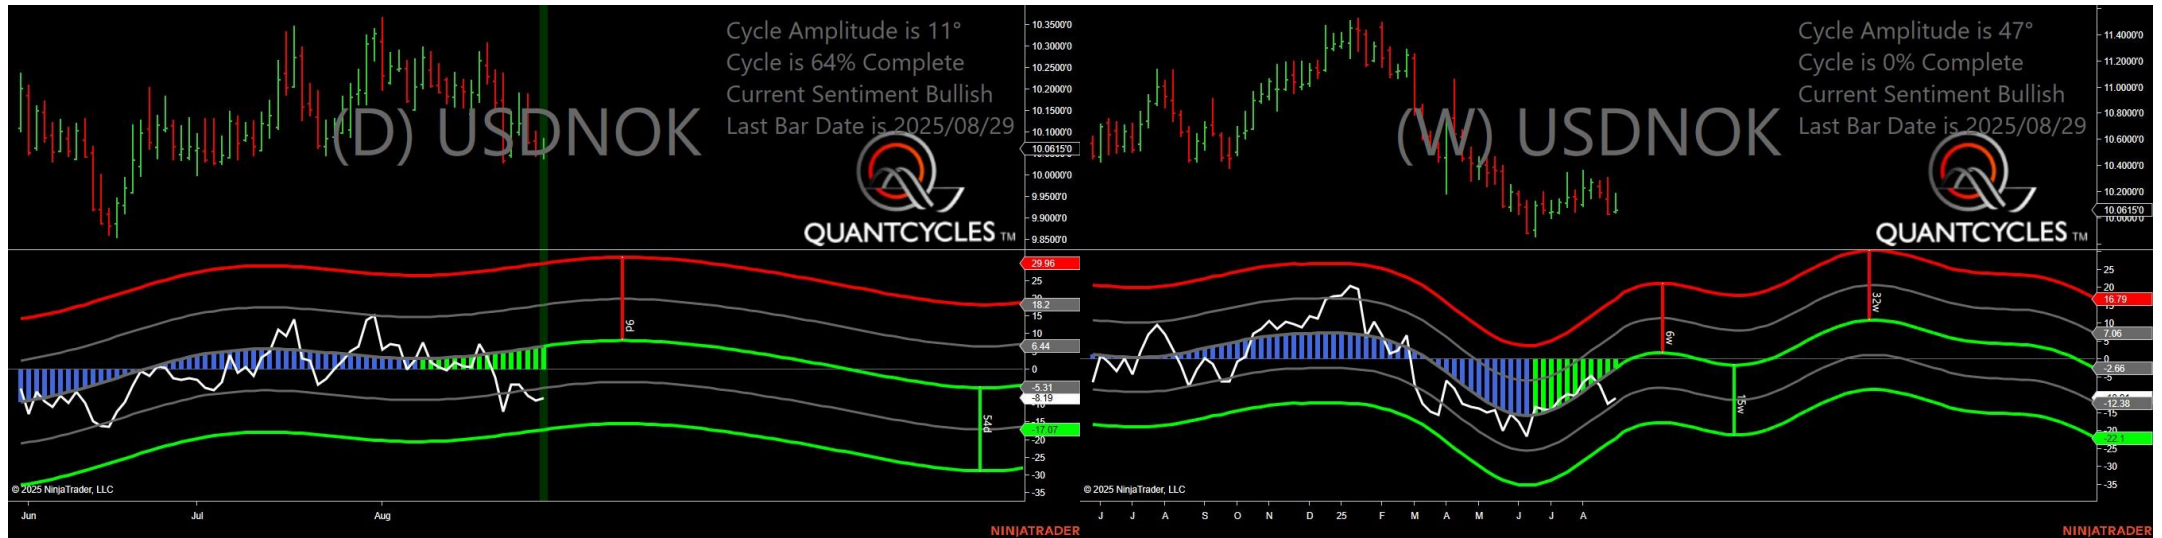 Cycle Amplitude is 11°
Cycle is 64% Complete
Current Sentiment Bullish
Last Bar Date is 2025/08/29
(D) USDNOK
QUANTCYCLES TM
10.3500'0
10.3000'0
10.2500'0
10.2000'0
10.1500'0
10.1000'0
10.0615'0
10.0000'0
9.9500'0
9.9000'0
9.8500'0
29.96
25
18.2
15
10
6.44
0
-5.31
-8.19
-17.07
-20
-25
-30
-35
9d
54d
© 2025 NinjaTrader, LLC
Jun
Jul
Aug
NINJATRADER
Cycle Amplitude is 47°
Cycle is 0% Complete
Current Sentiment Bullish
Last Bar Date is 2025/08/29
(W) USDNOK
QUANTCYCLES TM
11.4000'0
11.2000'0
11.0000'0
10.8000'0
10.6000'0
10.4000'0
10.2000'0
10.0615'0
25
20
16.79
10
7.06
0
-2.66
-5
-12.38
-15
-22.1
-25
-30
-35
6w
15w
32w
© 2025 NinjaTrader, LLC
J J A S O N D 25 F M A M J J A
NINJATRADER